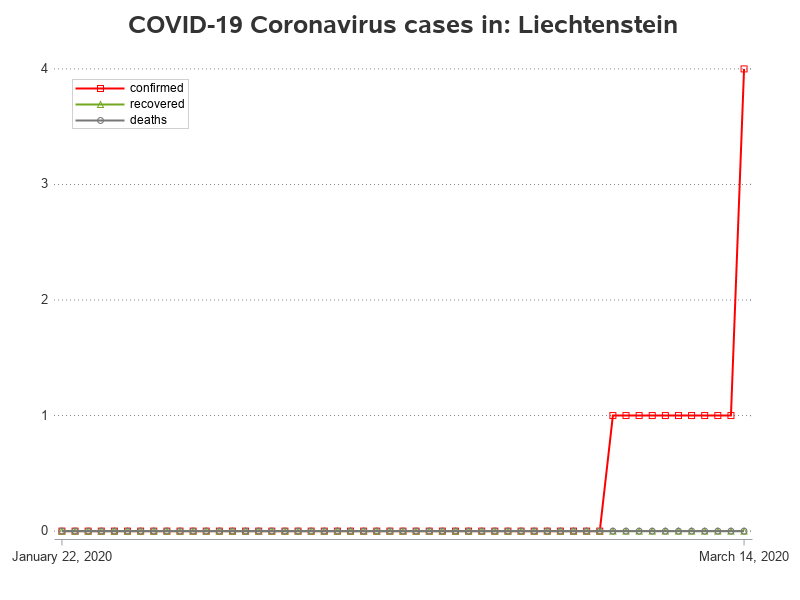 COVID-19 Coronavirus cases in: Liechtenstein
4
confirmed
recovered
deaths
3
2
1
0
January 22, 2020
March 14, 2020